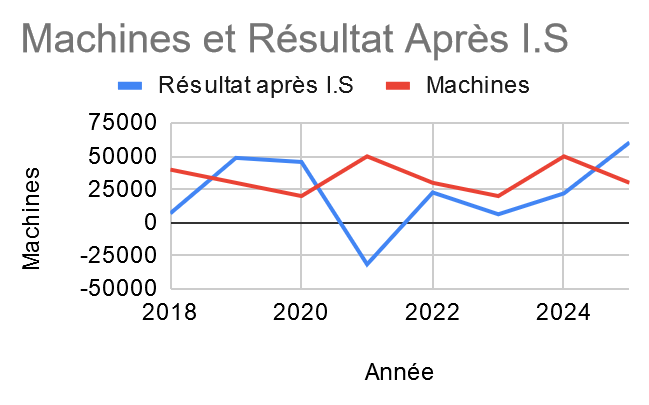 Machines et Résultat Après I.S
Résultat après I.S Machines
75000
50000
25000
0
-25000
-50000
Machines
2018 2020 2022 2024
Année